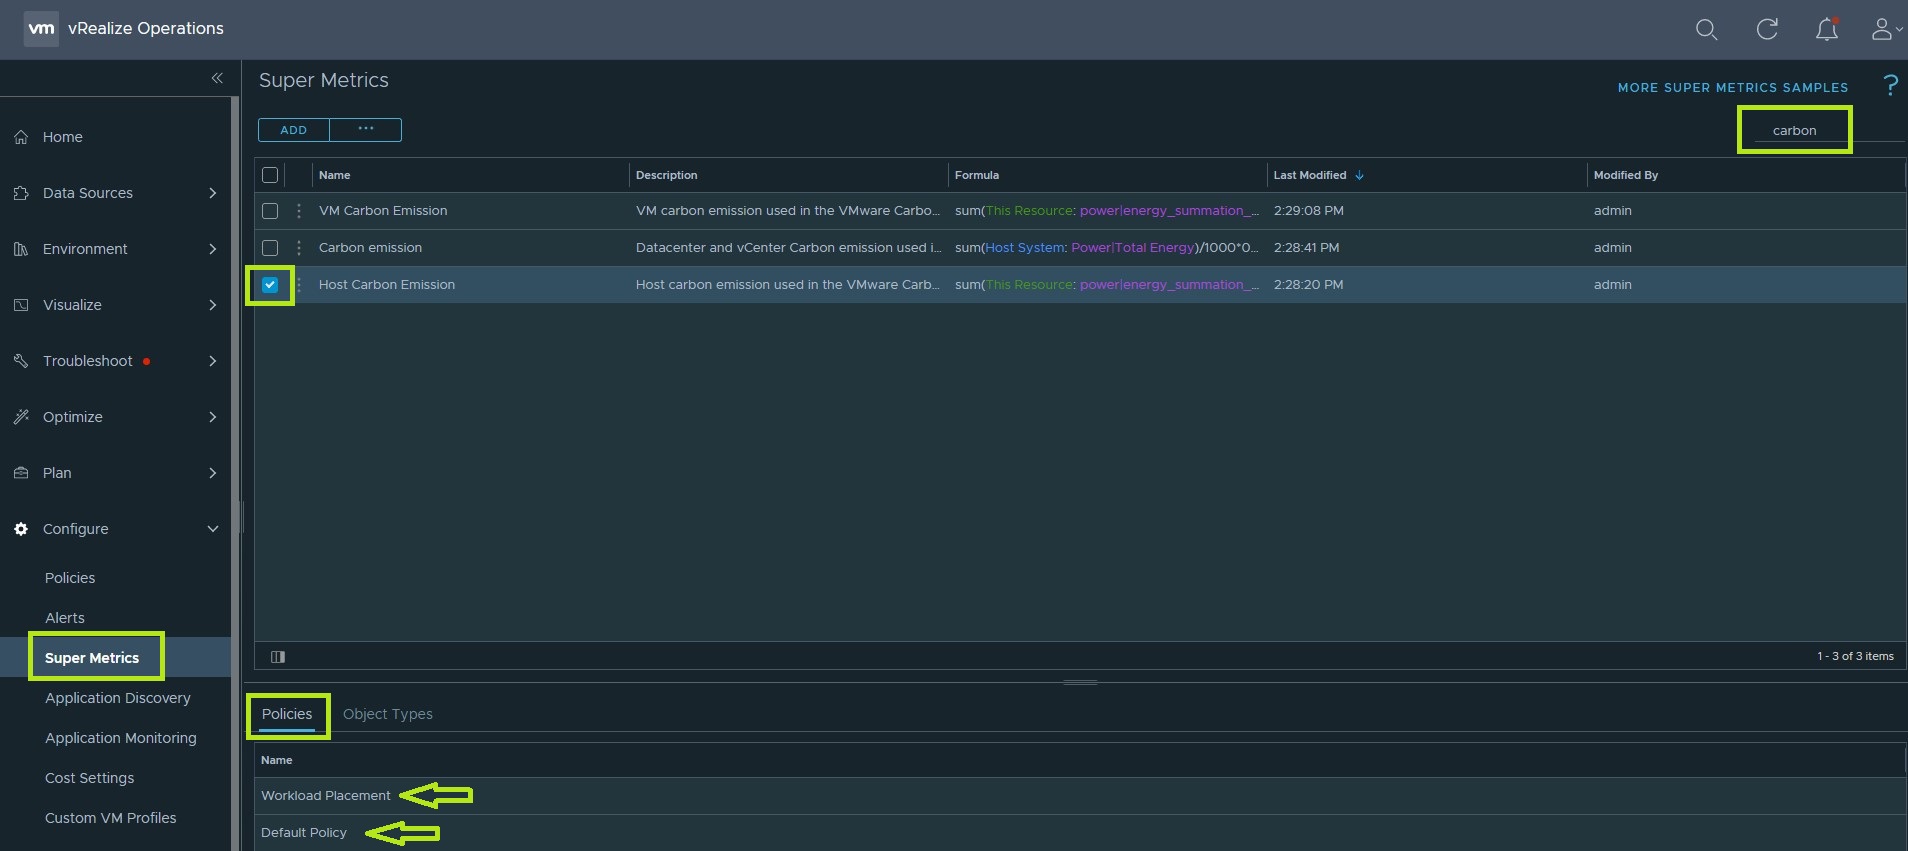 vm vRealize Operations
Super Metrics
MORE SUPER METRICS SAMPLES ?
ADD ...
carbon
Home
Data Sources
Environment
Visualize
Troubleshoot
Optimize
Plan
Configure
Policies
Alerts
Super Metrics
Application Discovery
Application Monitoring
Cost Settings
Custom VM Profiles
Name Description Formula Last Modified Modified By
VM Carbon Emission VM carbon emission used in the VMware Carbo... sum(This Resource: power|energy_summation_... 2:29:08 PM admin
Carbon emission Datacenter and vCenter Carbon emission used i... sum(Host System: Power|Total Energy)/1000*0... 2:28:41 PM admin
Host Carbon Emission Host carbon emission used in the VMware Carb... sum(This Resource: power|energy_summation_... 2:28:20 PM admin
1 - 3 of 3 items
Policies Object Types
Name
Workload Placement
Default Policy